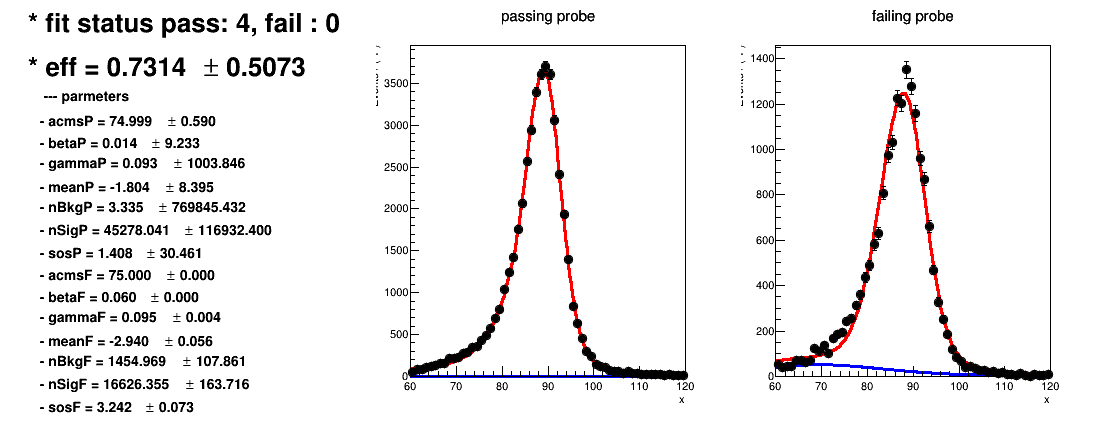 * fit status pass: 4, fail : 0
* eff = 0.7314 ± 0.5073
--- parmeters
- acmsP = 74.999 ± 0.590
- betaP = 0.014 ± 9.233
- gammaP = 0.093 ± 1003.846
- meanP = -1.804 ± 8.395
- nBkgP = 3.335 ± 769845.432
- nSigP = 45278.041 ± 116932.400
- sosP = 1.408 ± 30.461
- acmsF = 75.000 ± 0.000
- betaF = 0.060 ± 0.000
- gammaF = 0.095 ± 0.004
- meanF = -2.940 ± 0.056
- nBkgF = 1454.969 ± 107.861
- nSigF = 16626.355 ± 163.716
- sosF = 3.242 ± 0.073
passing probe
3500
3000
2500
2000
1500
1000
500
0
60 70 80 90 100 110 120
x
failing probe
1400
1200
1000
800
600
400
200
0
60 70 80 90 100 110 120
x